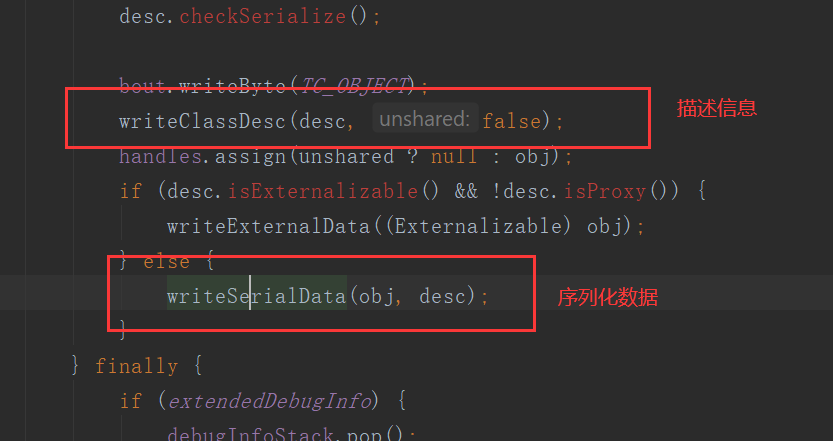 desc.checkSerialize();
bout.writeByte(TC_OBJECT);
writeClassDesc(desc, unshared: false);
描述信息
handles.assign(unshared ? null : obj);
if (desc.isExternalizable() && !desc.isProxy()) {
writeExternalData((Externalizable) obj);
} else {
writeSerialData(obj, desc);
序列化数据
}
} finally {
if (extendedDebugInfo) {
debugInfoStack.pop();